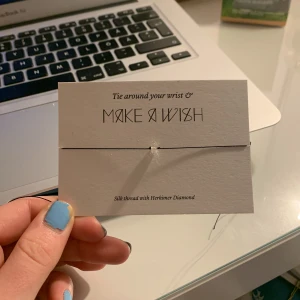 Tie around your wrist &
MAKE A WISH
Silk thread with Herkimer Diamond